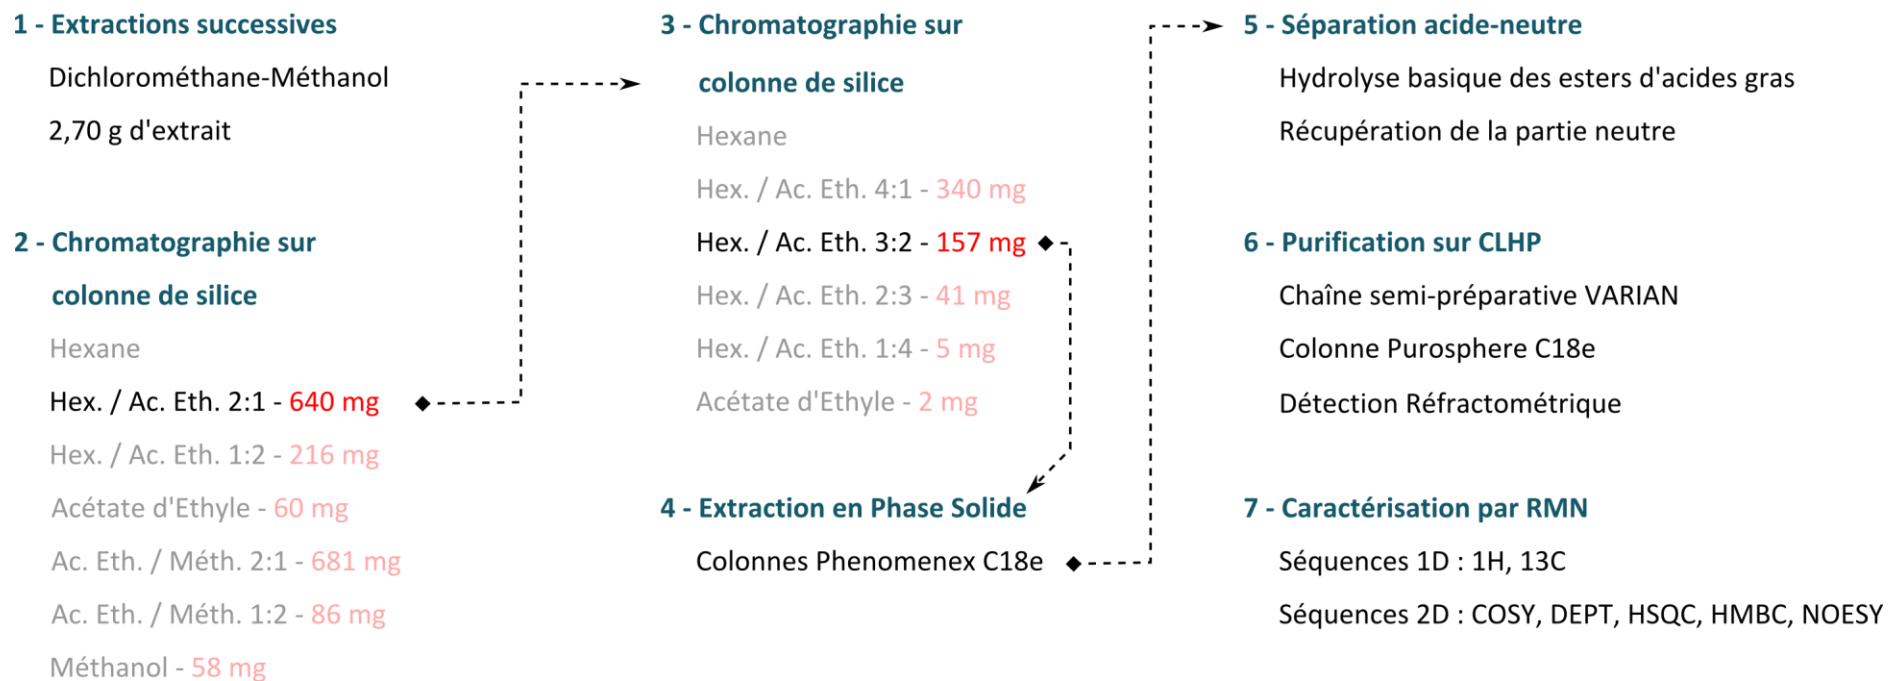 1 - Extractions successives
Dichlorométhane-Méthanol
2,70 g d'extrait
2 - Chromatographie sur
colonne de silice
Hexane
Hex. / Ac. Eth. 2:1 - 640 mg
Hex. / Ac. Eth. 1:2 - 216 mg
Acétate d'Ethyle - 60 mg
Ac. Eth. / Méth. 2:1 - 681 mg
Ac. Eth. / Méth. 1:2 - 86 mg
Méthanol - 58 mg
3 - Chromatographie sur
colonne de silice
Hexane
Hex. / Ac. Eth. 4:1 - 340 mg
Hex. / Ac. Eth. 3:2 - 157 mg
Hex. / Ac. Eth. 2:3 - 41 mg
Hex. / Ac. Eth. 1:4 - 5 mg
Acétate d'Ethyle - 2 mg
4 - Extraction en Phase Solide
Colonnes Phenomenex C18e
5 - Séparation acide-neutre
Hydrolyse basique des esters d'acides gras
Récupération de la partie neutre
6 - Purification sur CLHP
Chaîne semi-préparative VARIAN
Colonne Purosphere C18e
Détection Réfractométrique
7 - Caractérisation par RMN
Séquences 1D : 1H, 13C
Séquences 2D : COSY, DEPT, HSQC, HMBC, NOESY